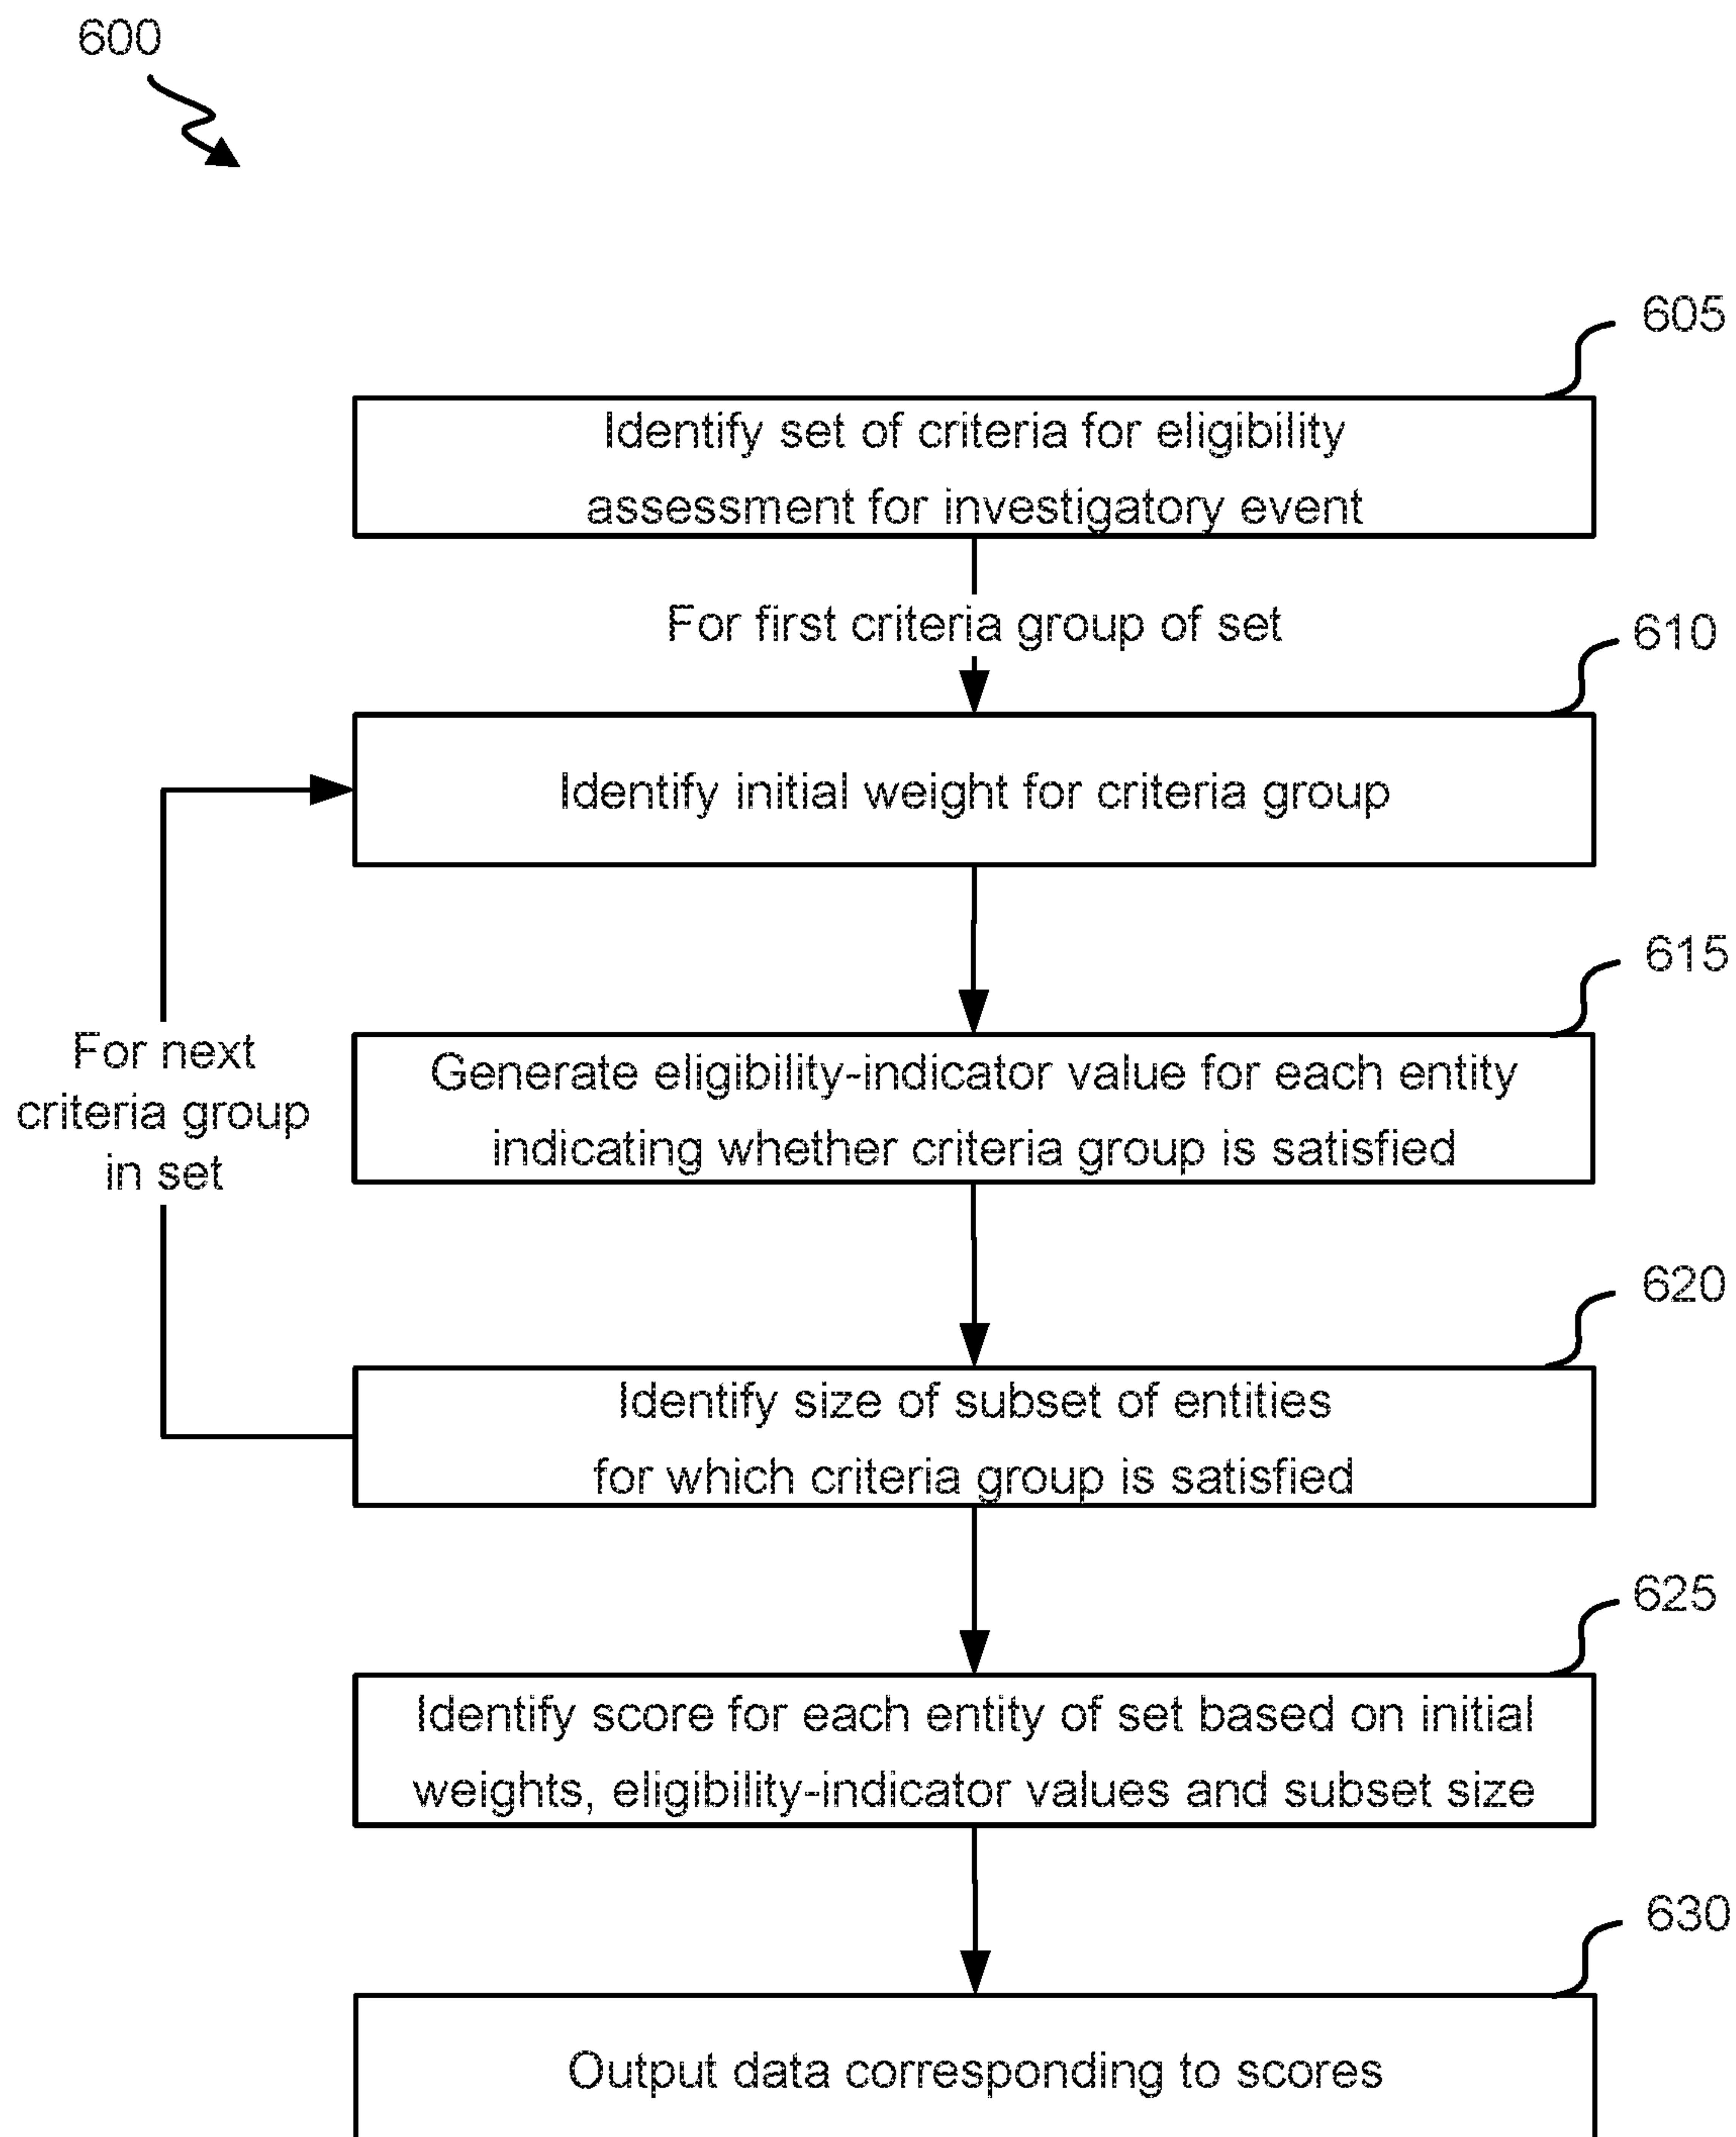 600
605
Identify set of criteria for eligibility
assessment for investigatory event
For first criteria group of set
610
Identify initial weight for criteria group
615
Generate eligibility-indicator value for each entity
indicating whether criteria group is satisfied
For next
criteria group
in set
620
Identify size of subset of entities
for which criteria group is satisfied
625
Identify score for each entity of set based on initial
weights, eligibility-indicator values and subset size
630
Output data corresponding to scores